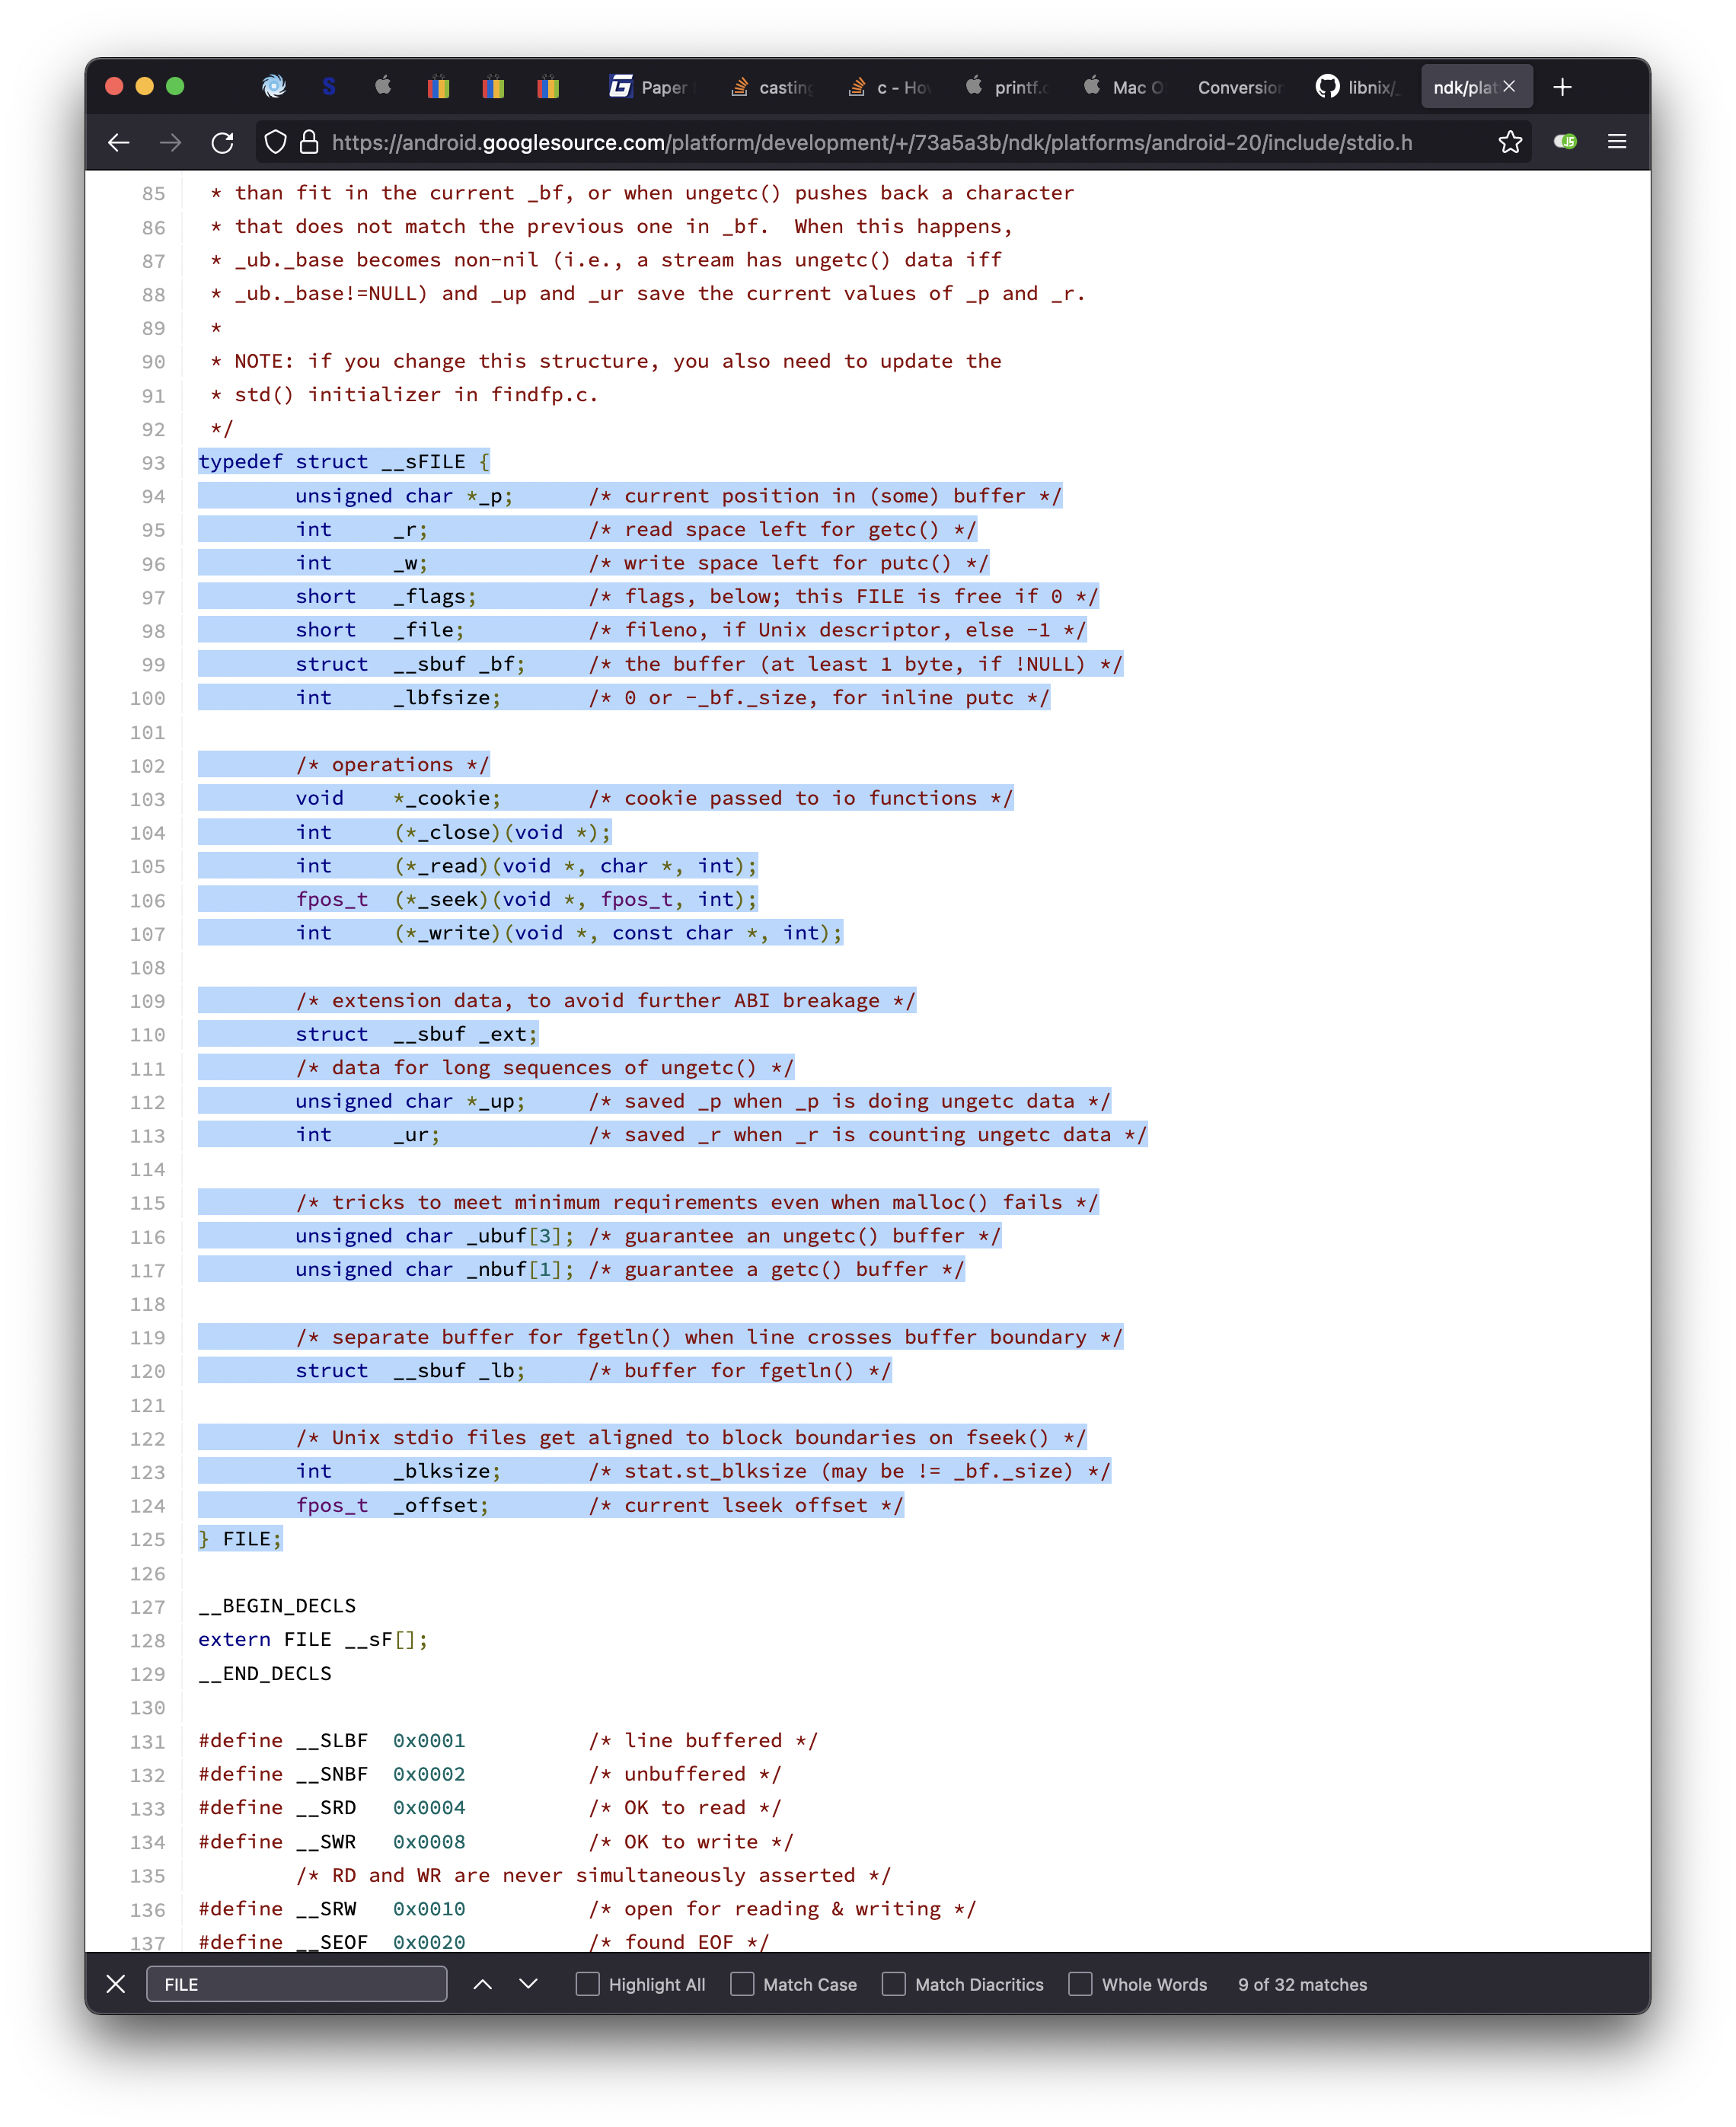 S
Paper
casting
c - How
printf.c
Mac O
Conversion
libnix/_
ndk/plat
https://android.googlesource.com/platform/development/+/73a5a3b/ndk/platforms/android-20/include/stdio.h
JS
85 * than fit in the current _bf, or when ungetc() pushes back a character
86 * that does not match the previous one in _bf.  When this happens,
87 * _ub._base becomes non-nil (i.e., a stream has ungetc() data iff
88 * _ub._base!=NULL) and _up and _ur save the current values of _p and _r.
89 *
90 * NOTE: if you change this structure, you also need to update the
91 * std() initializer in findfp.c.
92 */
93 typedef struct __sFILE {
94 unsigned char *_p; /* current position in (some) buffer */
95 int _r; /* read space left for getc() */
96 int _w; /* write space left for putc() */
97 short _flags; /* flags, below; this FILE is free if 0 */
98 short _file; /* fileno, if Unix descriptor, else -1 */
99 struct __sbuf _bf; /* the buffer (at least 1 byte, if !NULL) */
100 int _lbfsize; /* 0 or -_bf._size, for inline putc */
101
102 /* operations */
103 void *_cookie; /* cookie passed to io functions */
104 int (*_close)(void *);
105 int (*_read)(void *, char *, int);
106 fpos_t (*_seek)(void *, fpos_t, int);
107 int (*_write)(void *, const char *, int);
108
109 /* extension data, to avoid further ABI breakage */
110 struct __sbuf _ext;
111 /* data for long sequences of ungetc() */
112 unsigned char *_up; /* saved _p when _p is doing ungetc data */
113 int _ur; /* saved _r when _r is counting ungetc data */
114
115 /* tricks to meet minimum requirements even when malloc() fails */
116 unsigned char _ubuf[3]; /* guarantee an ungetc() buffer */
117 unsigned char _nbuf[1]; /* guarantee a getc() buffer */
118
119 /* separate buffer for fgetln() when line crosses buffer boundary */
120 struct __sbuf _lb; /* buffer for fgetln() */
121
122 /* Unix stdio files get aligned to block boundaries on fseek() */
123 int _blksize; /* stat.st_blksize (may be != _bf._size) */
124 fpos_t _offset; /* current lseek offset */
125 } FILE;
126
127 __BEGIN_DECLS
128 extern FILE __sF[];
129 __END_DECLS
130
131 #define __SLBF 0x0001 /* line buffered */
132 #define __SNBF 0x0002 /* unbuffered */
133 #define __SRD 0x0004 /* OK to read */
134 #define __SWR 0x0008 /* OK to write */
135 /* RD and WR are never simultaneously asserted */
136 #define __SRW 0x0010 /* open for reading & writing */
137 #define __SEOF 0x0020 /* found EOF */
FILE
Highlight All
Match Case
Match Diacritics
Whole Words
9 of 32 matches